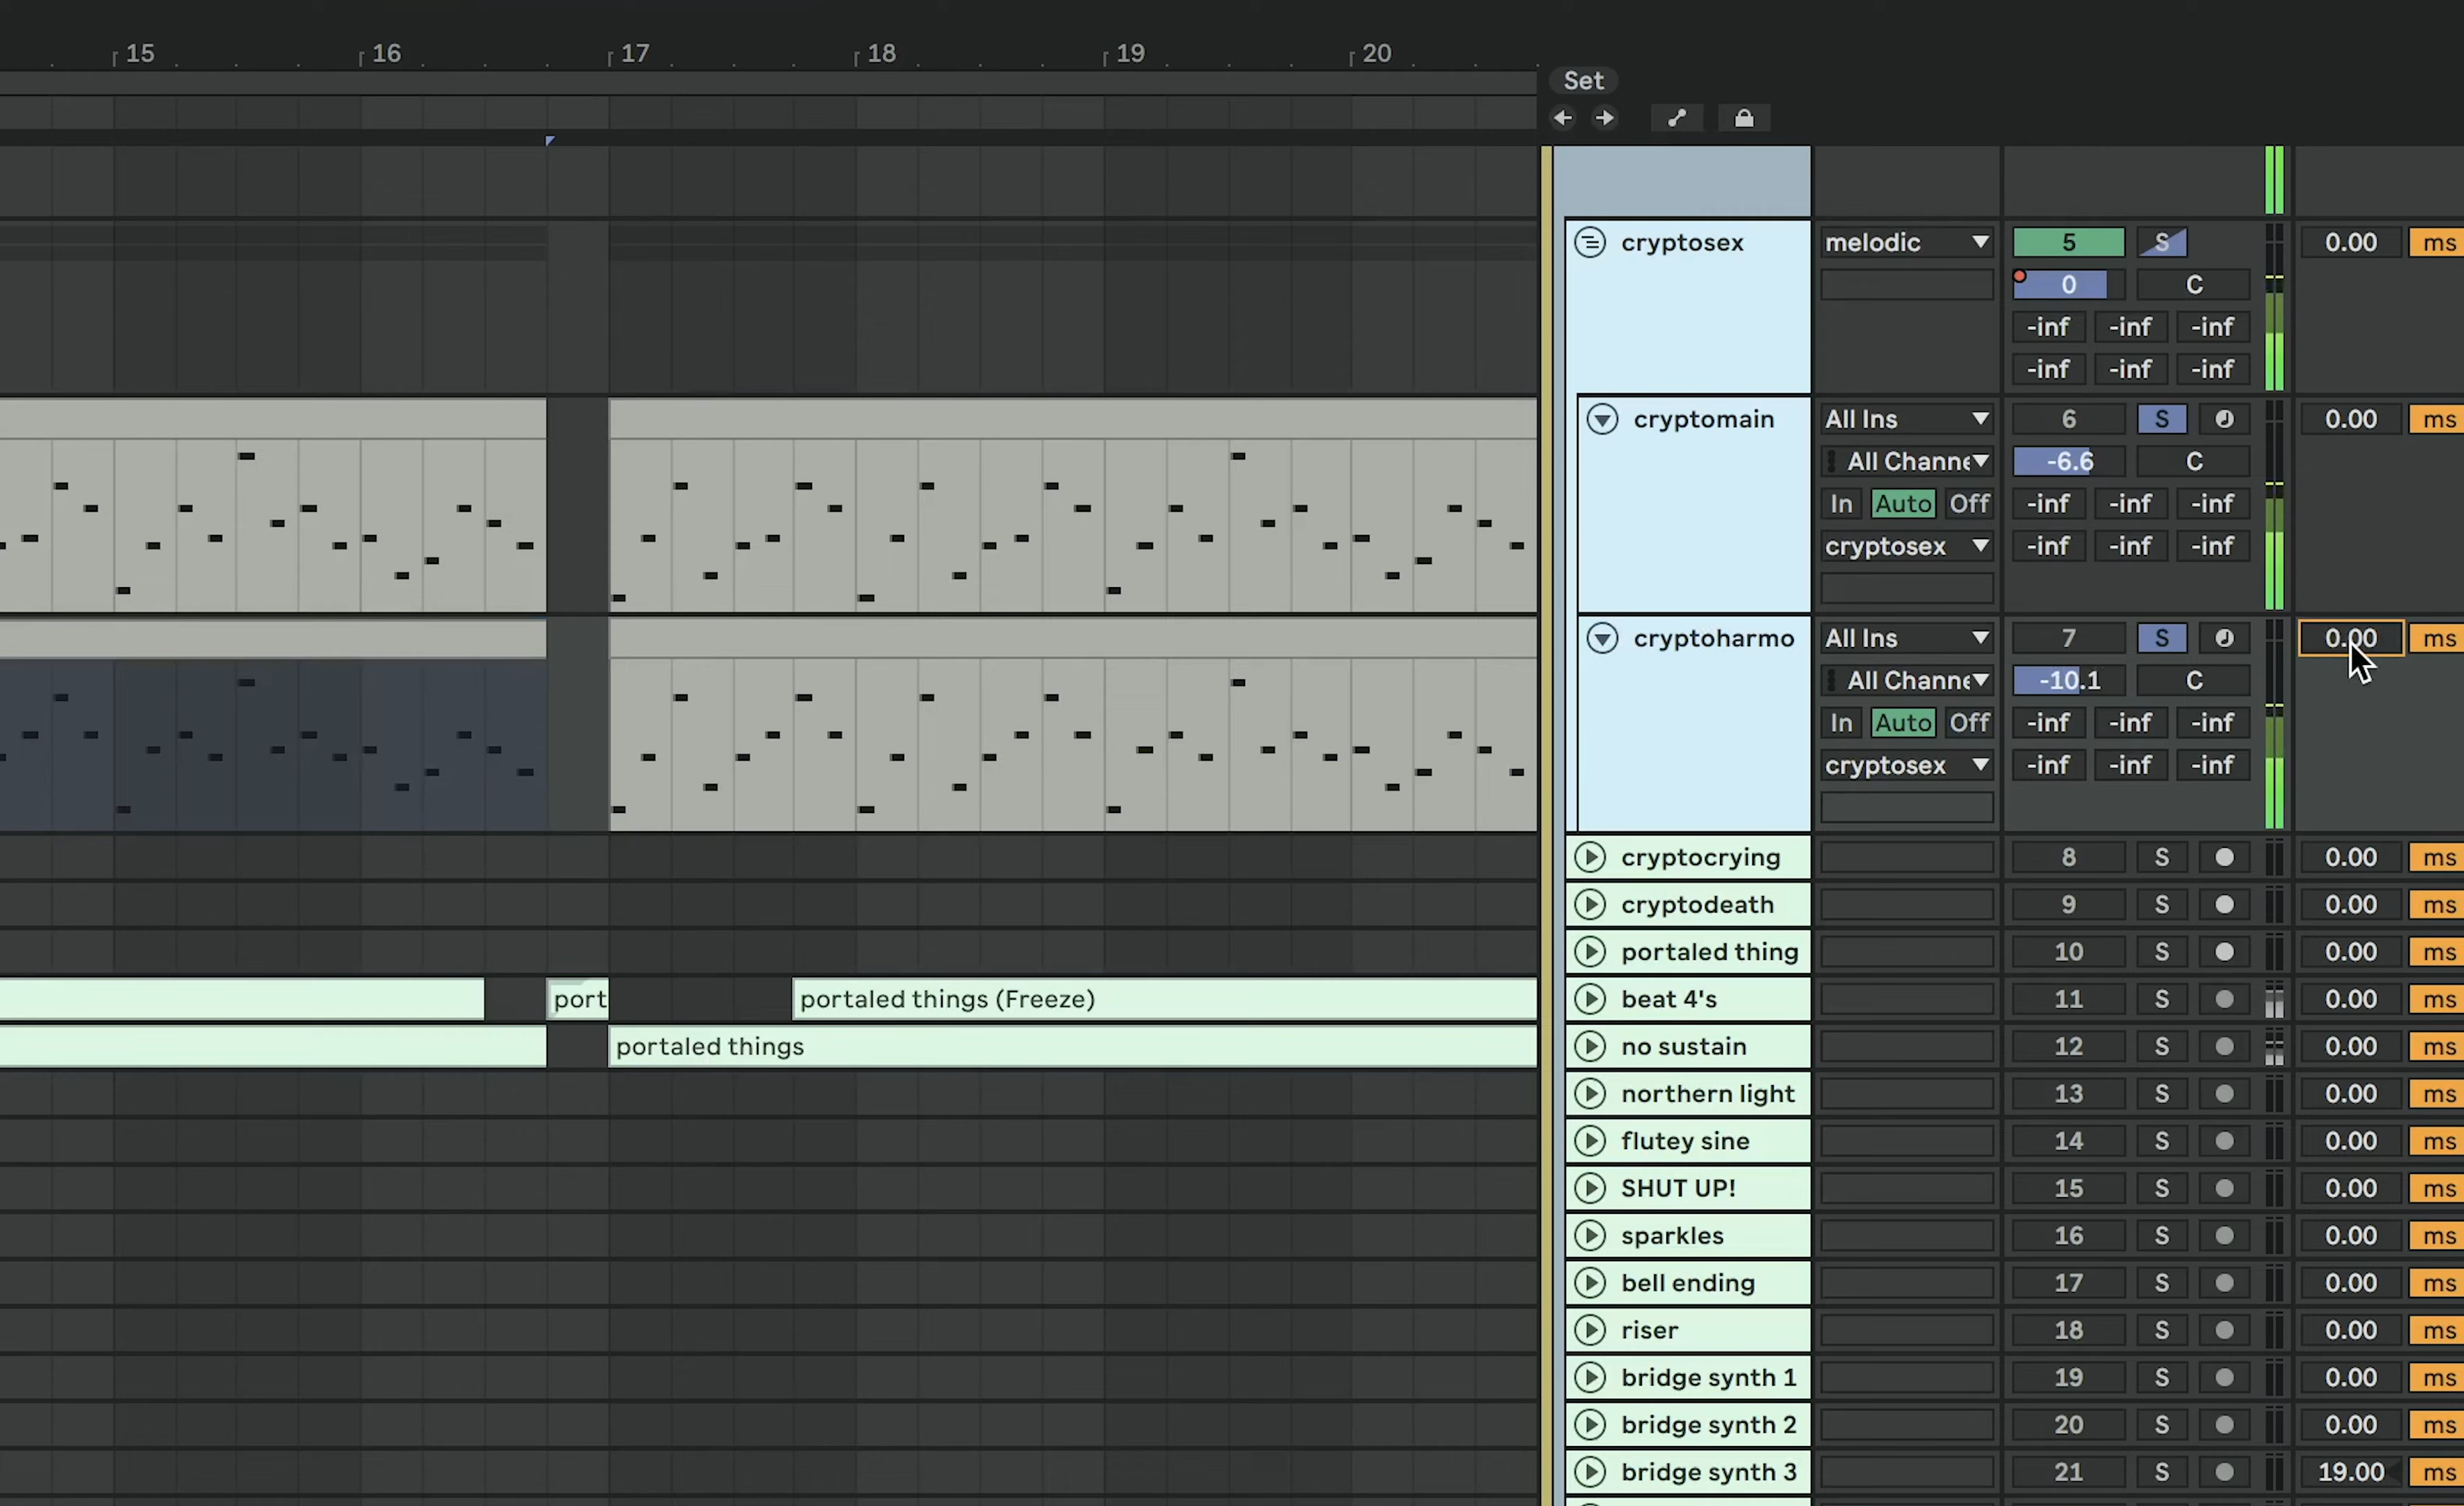 15 16 17 18 19 20
Set
cryptosex melodic 5 S 0.00 ms
0 C
-inf -inf -inf
-inf -inf -inf
cryptomain All Ins 6 S 0.00 ms
All Channe -6.6 C
In Auto Off -inf -inf -inf
cryptosex -inf -inf -inf
cryptoharmo All Ins 7 S 0.00 ms
All Channe -10.1 C
In Auto Off -inf -inf -inf
cryptosex -inf -inf -inf
cryptocrying 8 S 0.00 ms
cryptodeath 9 S 0.00 ms
portaled thing 10 S 0.00 ms
port portaled things (Freeze) beat 4's 11 S 0.00 ms
portaled things no sustain 12 S 0.00 ms
northern light 13 S 0.00 ms
flutey sine 14 S 0.00 ms
SHUT UP! 15 S 0.00 ms
sparkles 16 S 0.00 ms
bell ending 17 S 0.00 ms
riser 18 S 0.00 ms
bridge synth 1 19 S 0.00 ms
bridge synth 2 20 S 0.00 ms
bridge synth 3 21 S 19.00 ms